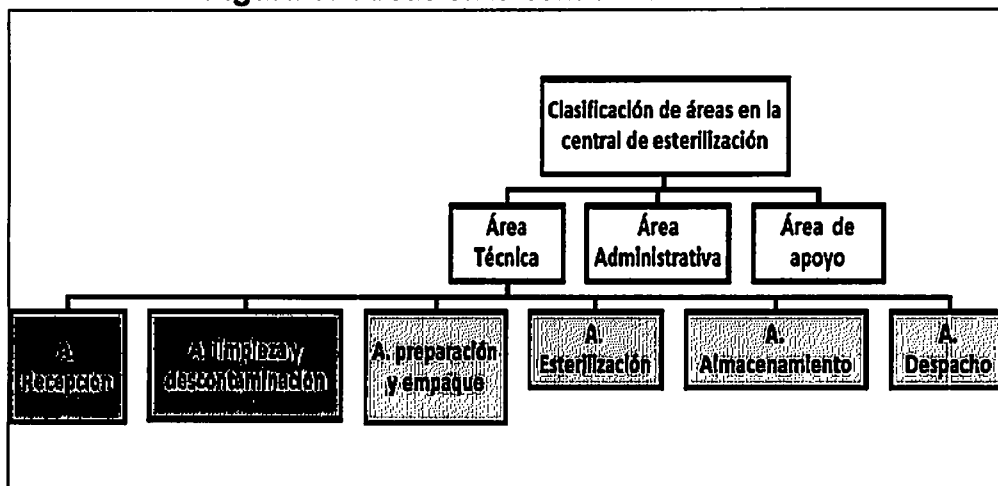 Clasificación de áreas en la
central de esterilización
Área
Técnica
Área
Administrativa
Área de
apoyo
A.
Recepción
A. limpieza y
descontaminación
A. preparación
y empaque
A.
Esterilización
A.
Almacenamiento
A.
Despacho